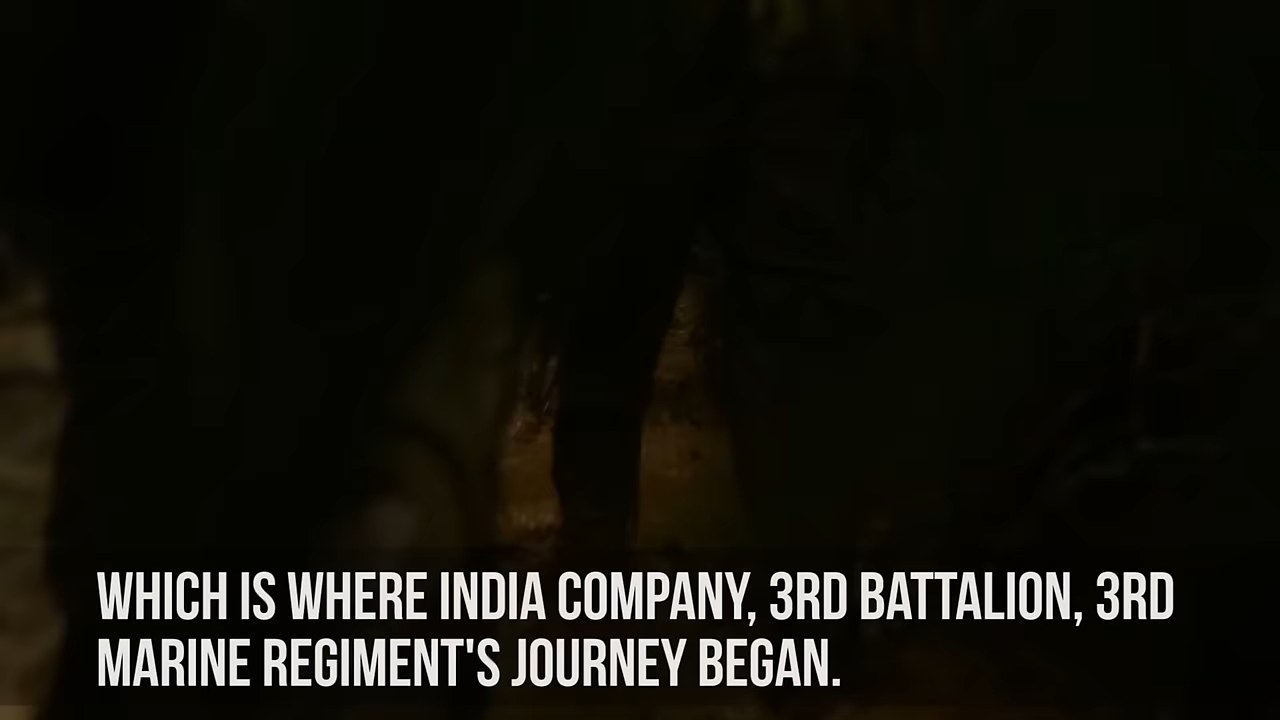 WHICH IS WHERE INDIA COMPANY, 3RD BATTALION, 3RD
MARINE REGIMENT'S JOURNEY BEGAN.